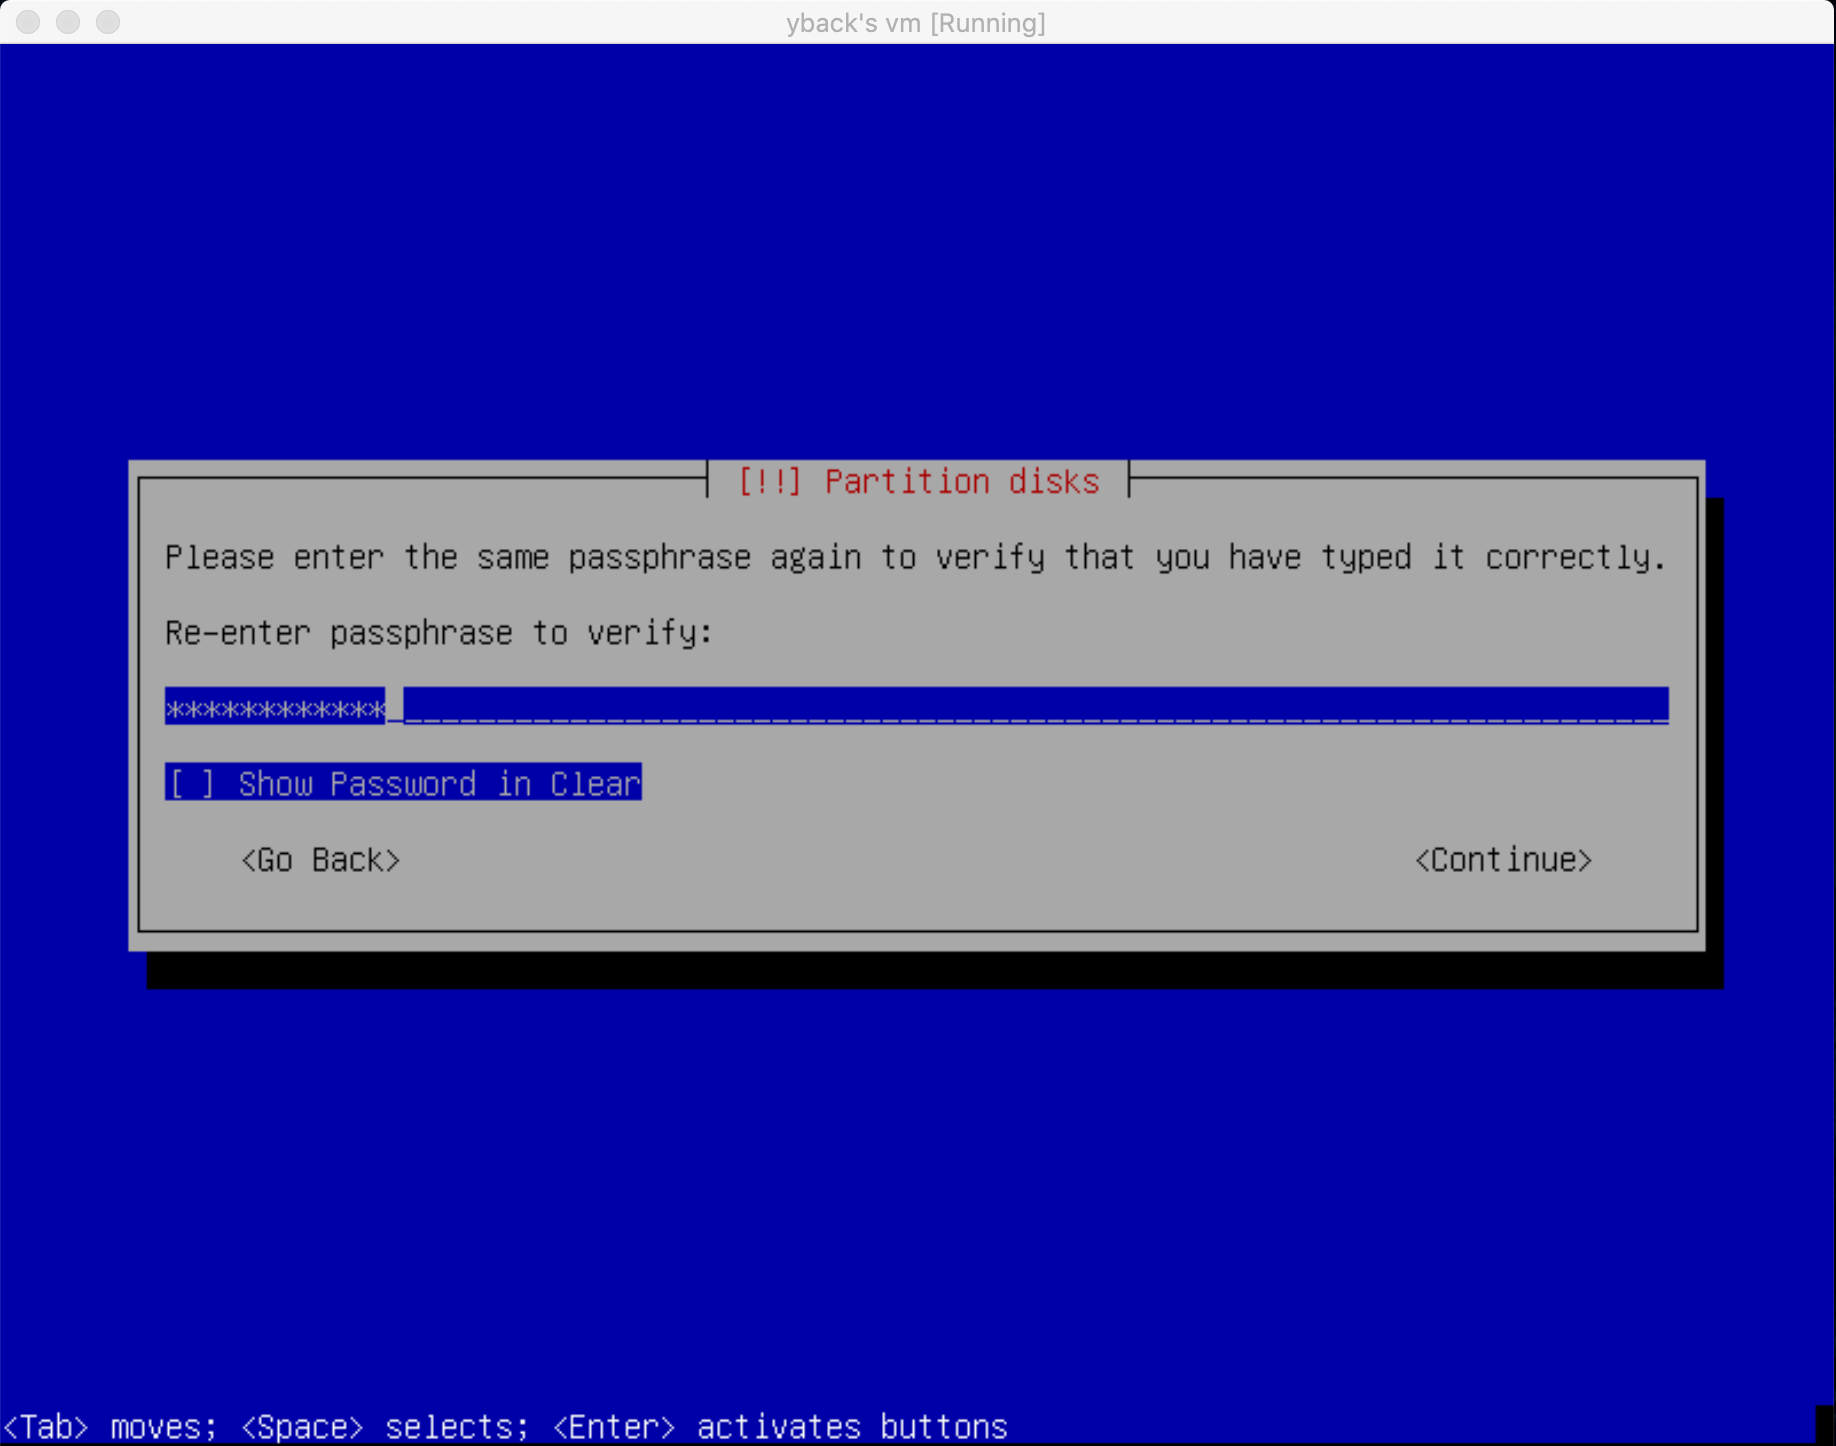 yback's vm [Running]
[!!] Partition disks
Please enter the same passphrase again to verify that you have typed it correctly.
Re-enter passphrase to verify:
************
[ ] Show Password in Clear
<Go Back> <Continue>
<Tab> moves; <Space> selects; <Enter> activates buttons